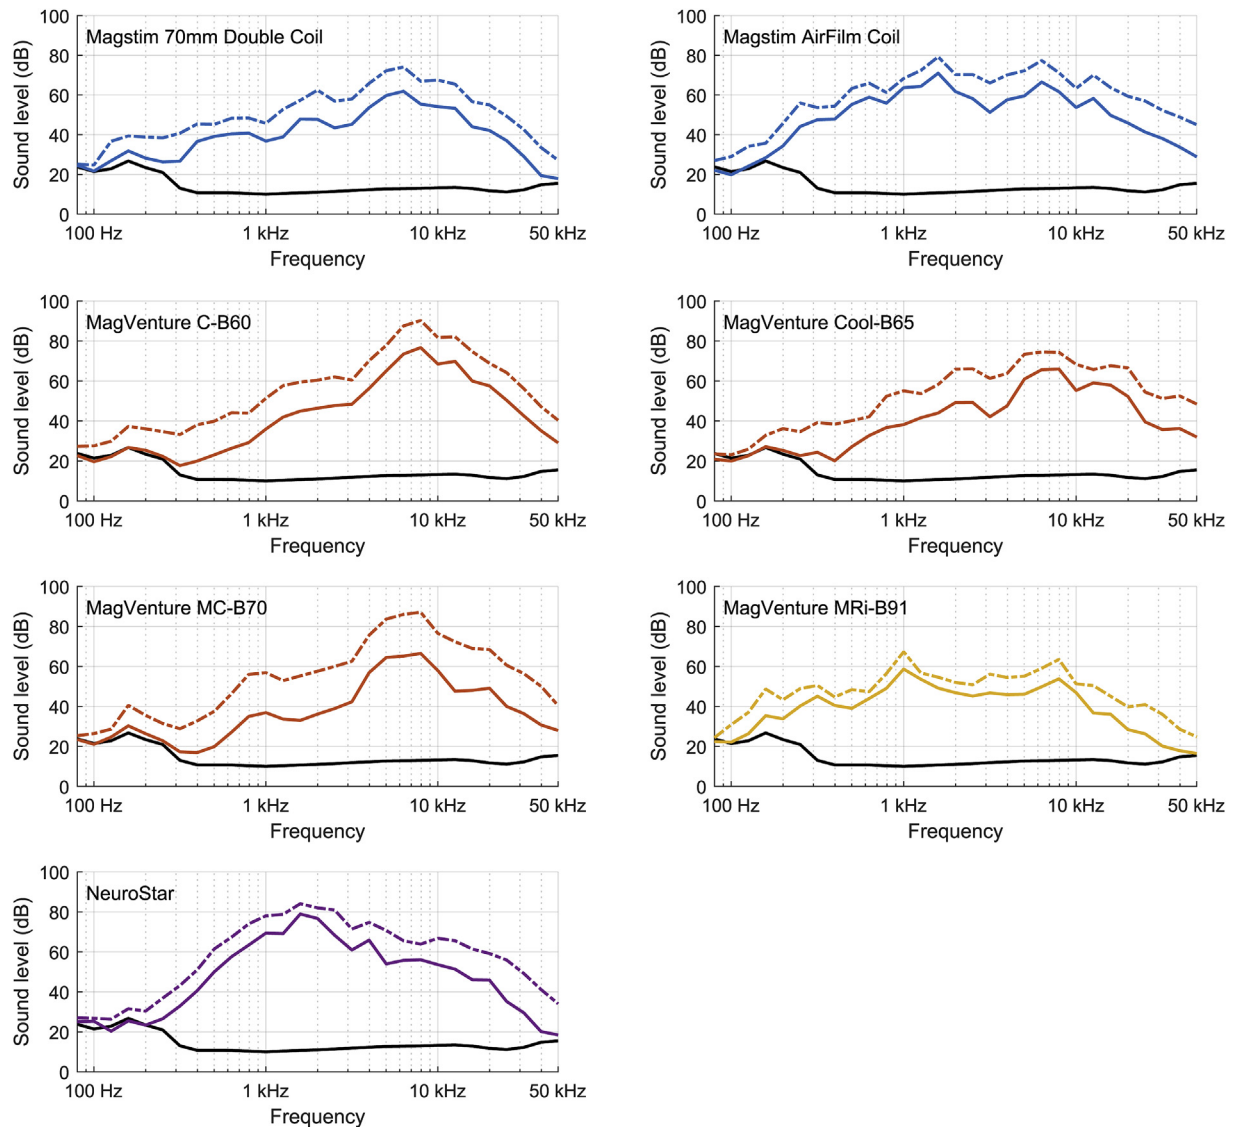 Magstim 70mm Double Coil
Sound level (dB)
100
80
60
40
20
0
100 Hz
1 kHz
10 kHz
50 kHz
Frequency
Magstim AirFilm Coil
Sound level (dB)
100
80
60
40
20
0
100 Hz
1 kHz
10 kHz
50 kHz
Frequency
MagVenture C-B60
Sound level (dB)
100
80
60
40
20
0
100 Hz
1 kHz
10 kHz
50 kHz
Frequency
MagVenture Cool-B65
Sound level (dB)
100
80
60
40
20
0
100 Hz
1 kHz
10 kHz
50 kHz
Frequency
MagVenture MC-B70
Sound level (dB)
100
80
60
40
20
0
100 Hz
1 kHz
10 kHz
50 kHz
Frequency
MagVenture MRi-B91
Sound level (dB)
100
80
60
40
20
0
100 Hz
1 kHz
10 kHz
50 kHz
Frequency
NeuroStar
Sound level (dB)
100
80
60
40
20
0
100 Hz
1 kHz
10 kHz
50 kHz
Frequency